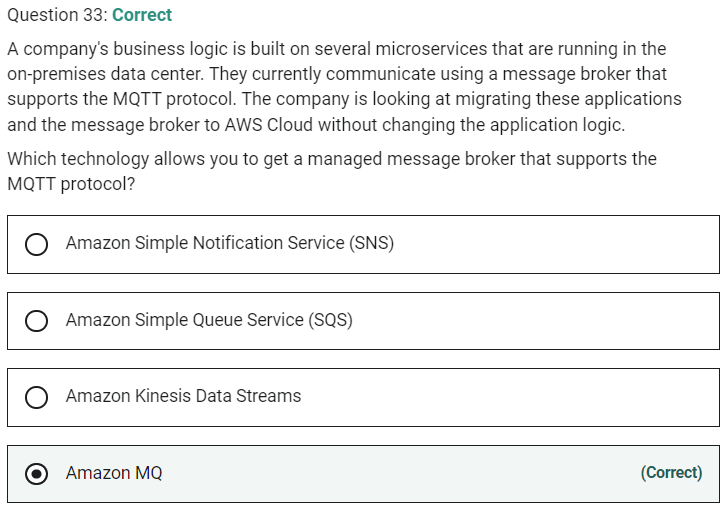 Question 33: Correct
A company's business logic is built on several microservices that are running in the
on-premises data center. They currently communicate using a message broker that
supports the MQTT protocol. The company is looking at migrating these applications
and the message broker to AWS Cloud without changing the application logic.
Which technology allows you to get a managed message broker that supports the
MQTT protocol?
Amazon Simple Notification Service (SNS)
Amazon Simple Queue Service (SQS)
Amazon Kinesis Data Streams
Amazon MQ (Correct)